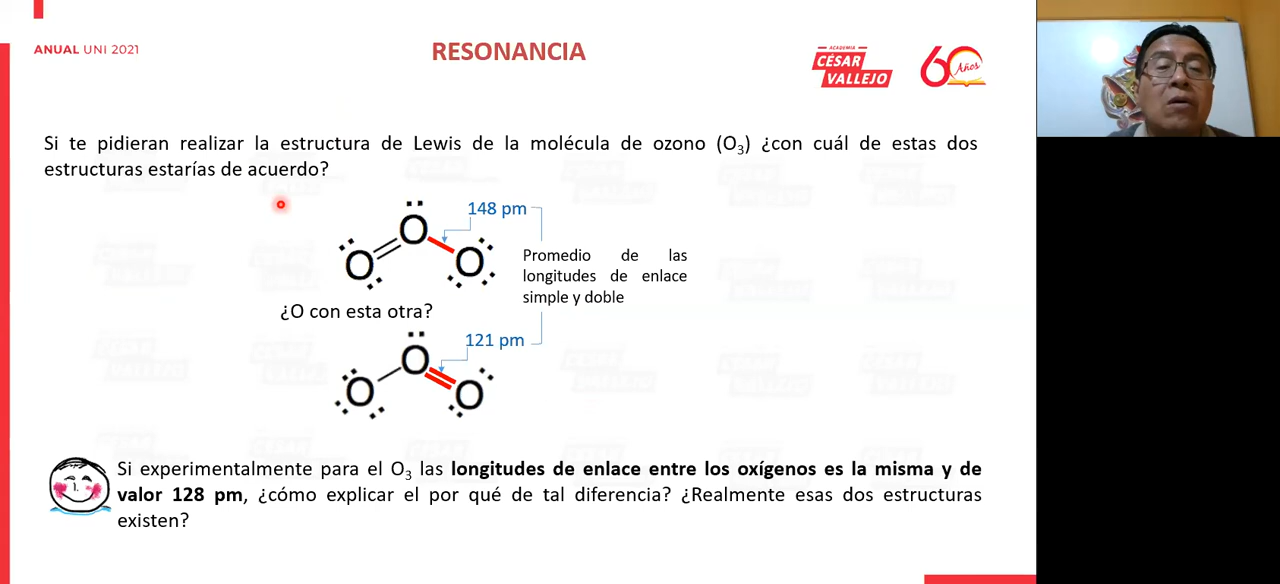 ANUAL UNI 2021
RESONANCIA
ACADEMIA
CÉSAR
VALLEJO
60 Años
Si te pidieran realizar la estructura de Lewis de la molécula de ozono (O₃) ¿con cuál de estas dos
estructuras estarías de acuerdo?
148 pm
O
O
O
Promedio de las
longitudes de enlace
simple y doble
¿O con esta otra?
121 pm
O
O
O
Si experimentalmente para el O₃ las longitudes de enlace entre los oxígenos es la misma y de
valor 128 pm, ¿cómo explicar el por qué de tal diferencia? ¿Realmente esas dos estructuras
existen?